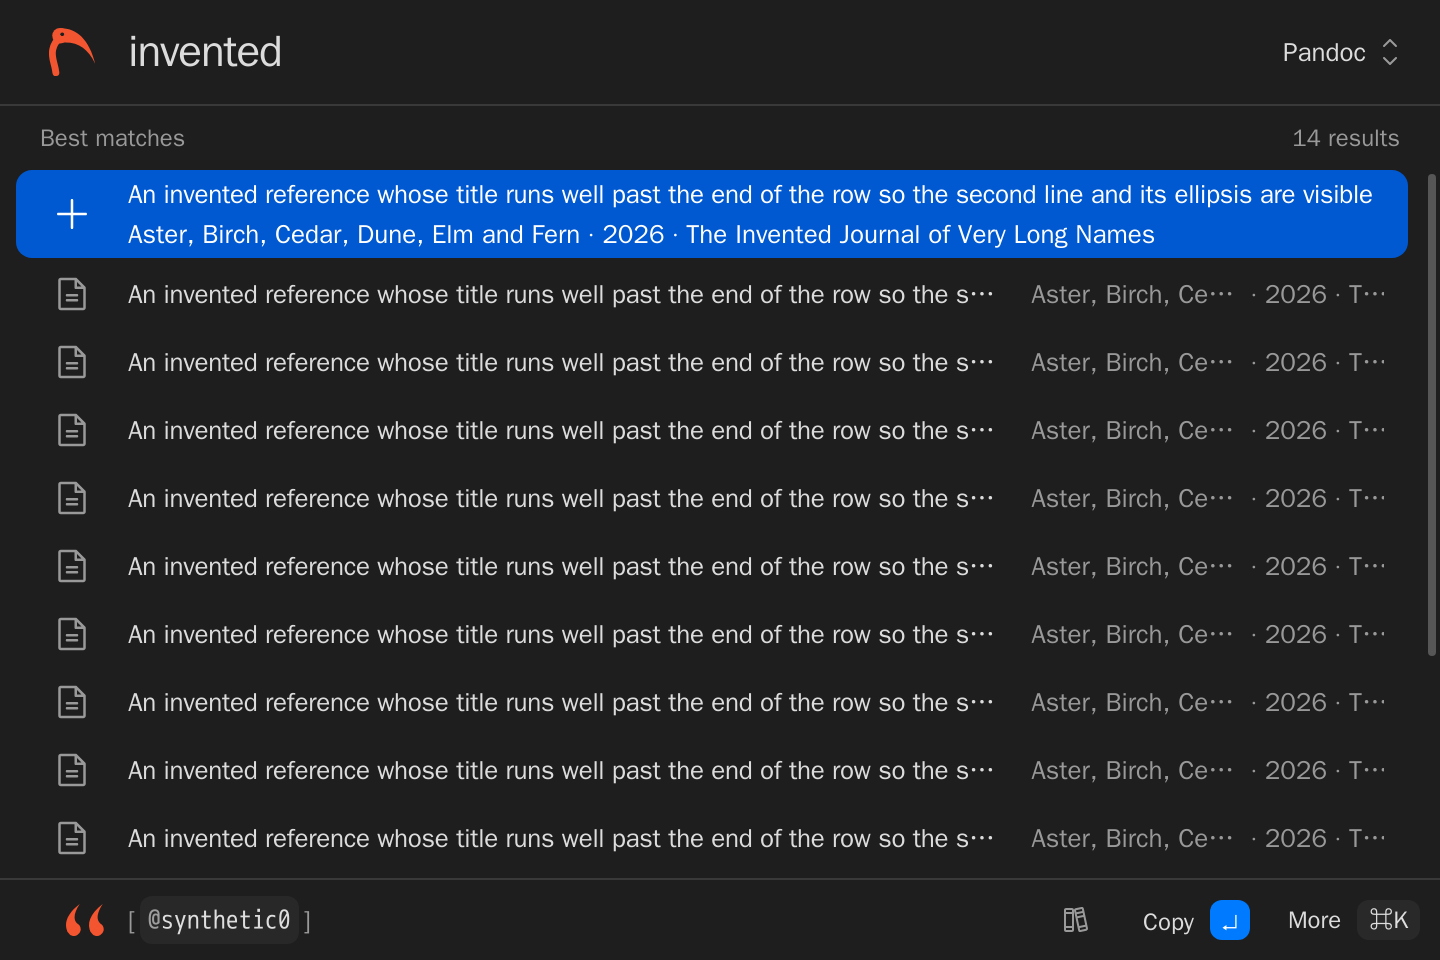 invented
Pandoc
Best matches
14 results
An invented reference whose title runs well past the end of the row so the second line and its ellipsis are visible
Aster, Birch, Cedar, Dune, Elm and Fern · 2026 · The Invented Journal of Very Long Names
An invented reference whose title runs well past the end of the row so the s··· Aster, Birch, Ce··· · 2026 · T···
An invented reference whose title runs well past the end of the row so the s··· Aster, Birch, Ce··· · 2026 · T···
An invented reference whose title runs well past the end of the row so the s··· Aster, Birch, Ce··· · 2026 · T···
An invented reference whose title runs well past the end of the row so the s··· Aster, Birch, Ce··· · 2026 · T···
An invented reference whose title runs well past the end of the row so the s··· Aster, Birch, Ce··· · 2026 · T···
An invented reference whose title runs well past the end of the row so the s··· Aster, Birch, Ce··· · 2026 · T···
An invented reference whose title runs well past the end of the row so the s··· Aster, Birch, Ce··· · 2026 · T···
An invented reference whose title runs well past the end of the row so the s··· Aster, Birch, Ce··· · 2026 · T···
An invented reference whose title runs well past the end of the row so the s··· Aster, Birch, Ce··· · 2026 · T···
[@synthetic0]
Copy ↵
More ⌘K